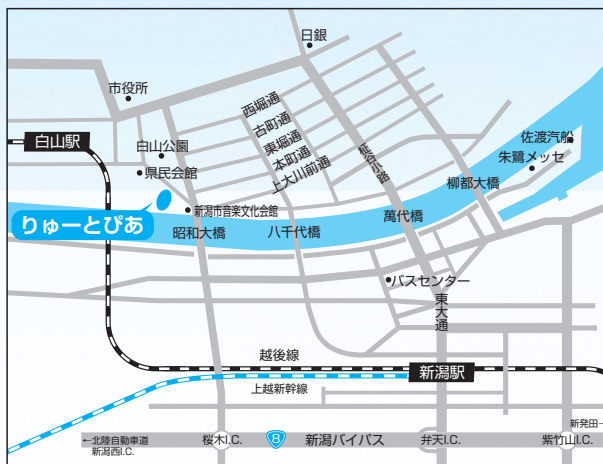 日銀
市役所
西堀通
古町通
東堀通
本町通
上大川前通
柾谷小路
白山駅
白山公園
県民会館
佐渡汽船
朱鷺メッセ
柳都大橋
りゅーとぴあ
新潟市音楽文化会館
昭和大橋
八千代橋
萬代橋
バスセンター
東大通
越後線
新潟駅
上越新幹線
新発田→
←北陸自動車道
新潟西I.C.
桜木I.C.
8
新潟バイパス
弁天I.C.
紫竹山I.C.